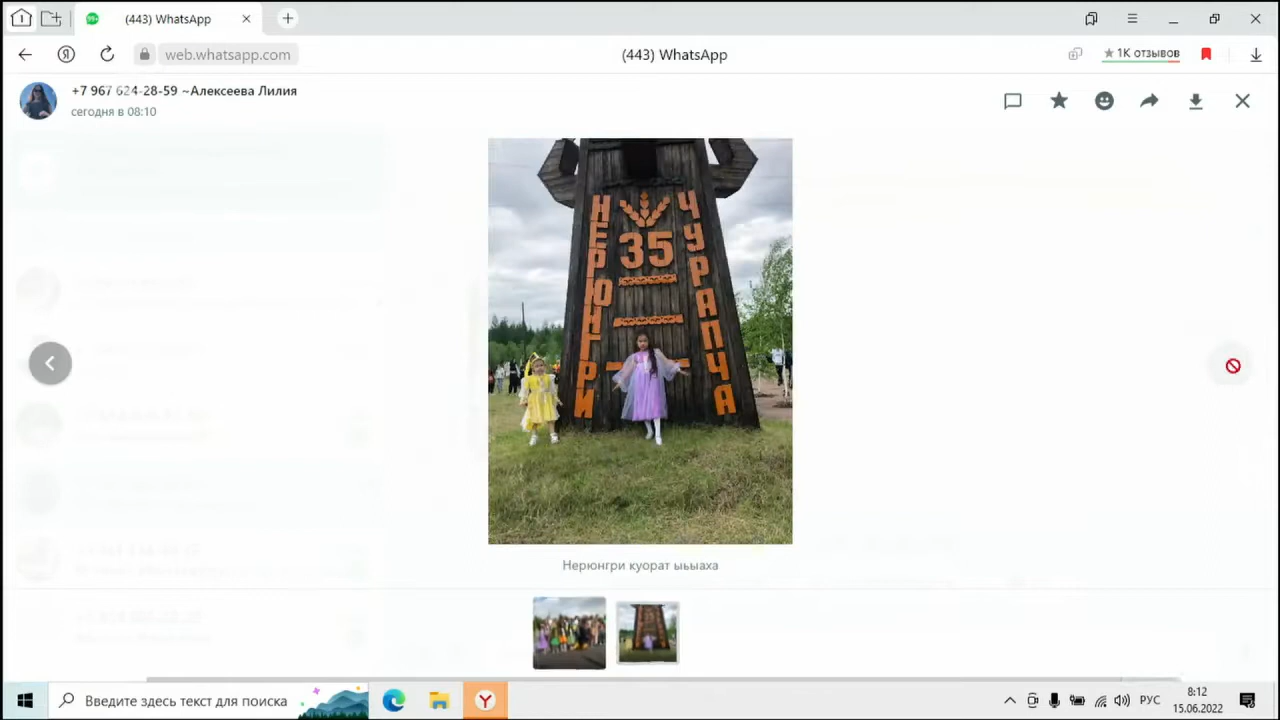 (443) WhatsApp
web.whatsapp.com
(443) WhatsApp
1К отзывов
+7 967 624-28-59 ~Алексеева Лилия
сегодня в 08:10
НЕРЮНГРИ
35
ЧУРАПЧА
Нерюнгри куорат ыһыаха
Введите здесь текст для поиска
РУС
8:12
15.06.2022